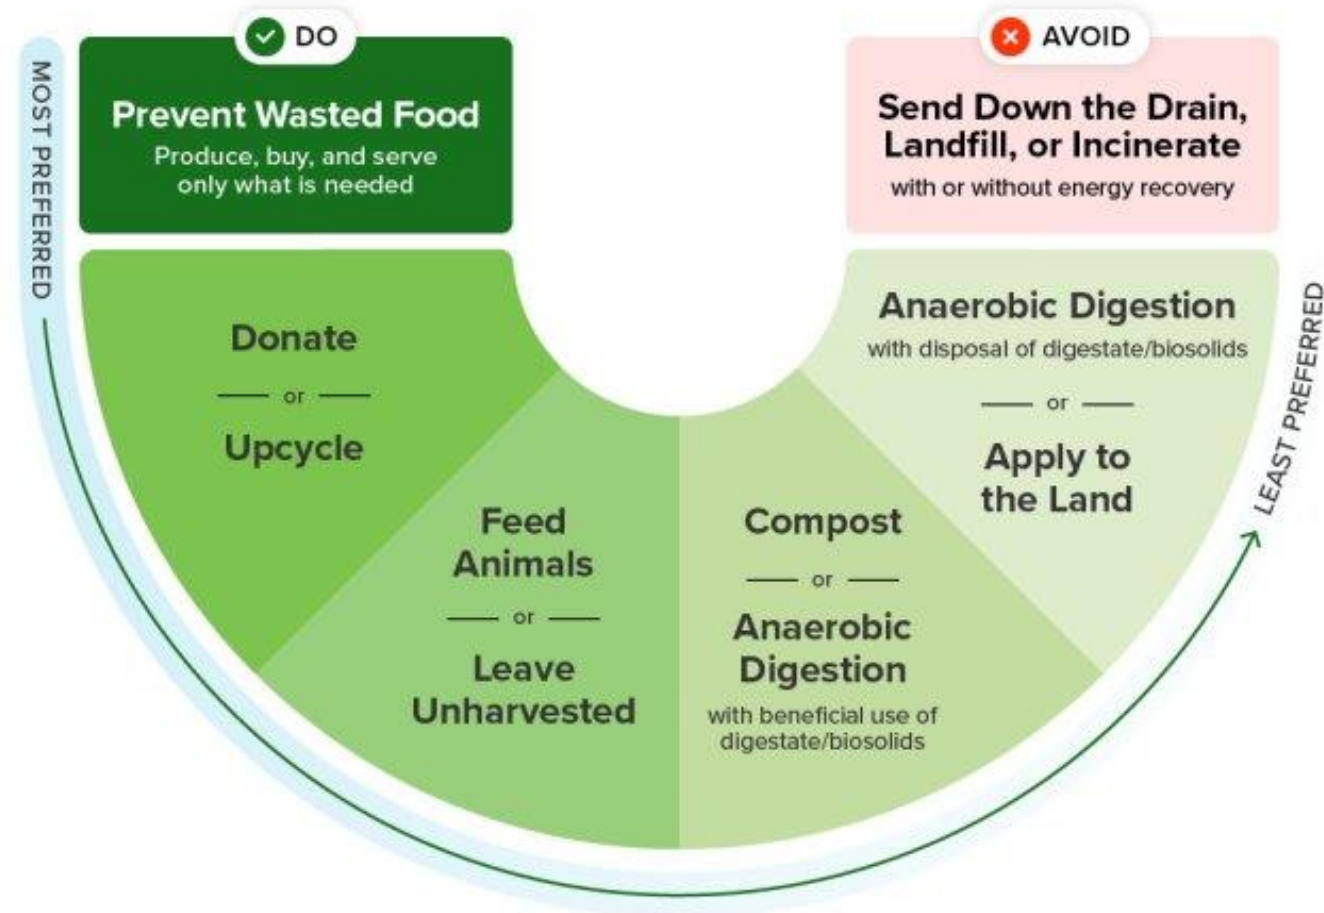 DO
MOST PREFERRED
Prevent Wasted Food
Produce, buy, and serve
only what is needed
Donate
or
Upcycle
Feed
Animals
or
Leave
Unharvested
Compost
or
Anaerobic
Digestion
with beneficial use of
digestate/biosolids
Anaerobic Digestion
with disposal of digestate/biosolids
or
Apply to
the Land
LEAST PREFERRED
AVOID
Send Down the Drain,
Landfill, or Incinerate
with or without energy recovery